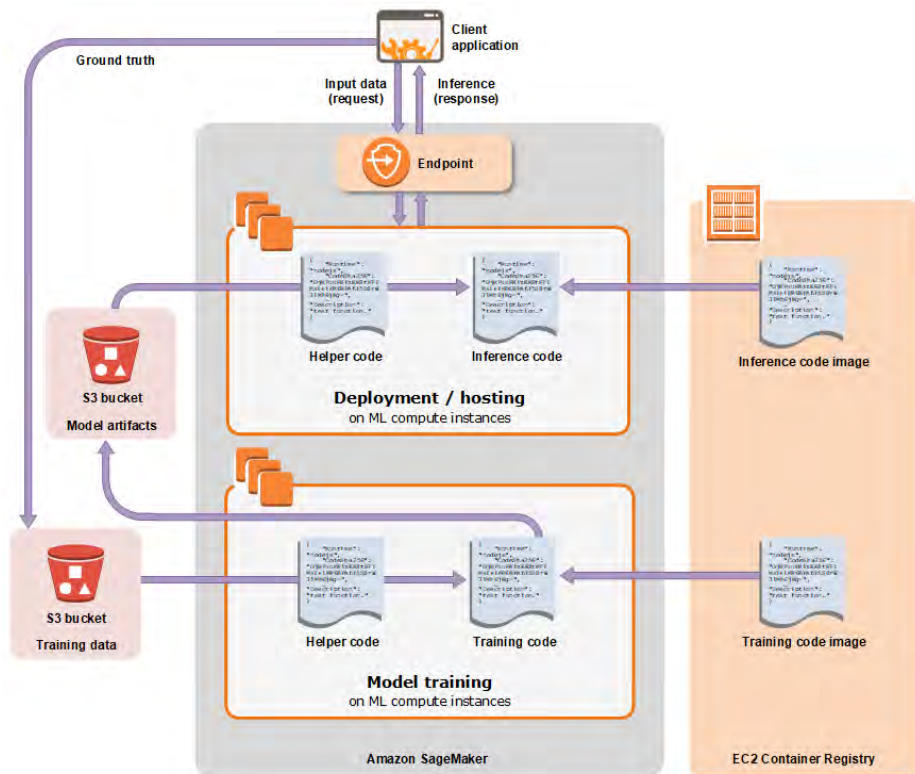 Client
application
Ground truth
Input data
(request)
Inference
(response)
Endpoint
Helper code
Inference code
Inference code image
Deployment / hosting
on ML compute instances
S3 bucket
Model artifacts
S3 bucket
Training data
Helper code
Training code
Training code image
Model training
on ML compute instances
Amazon SageMaker
EC2 Container Registry